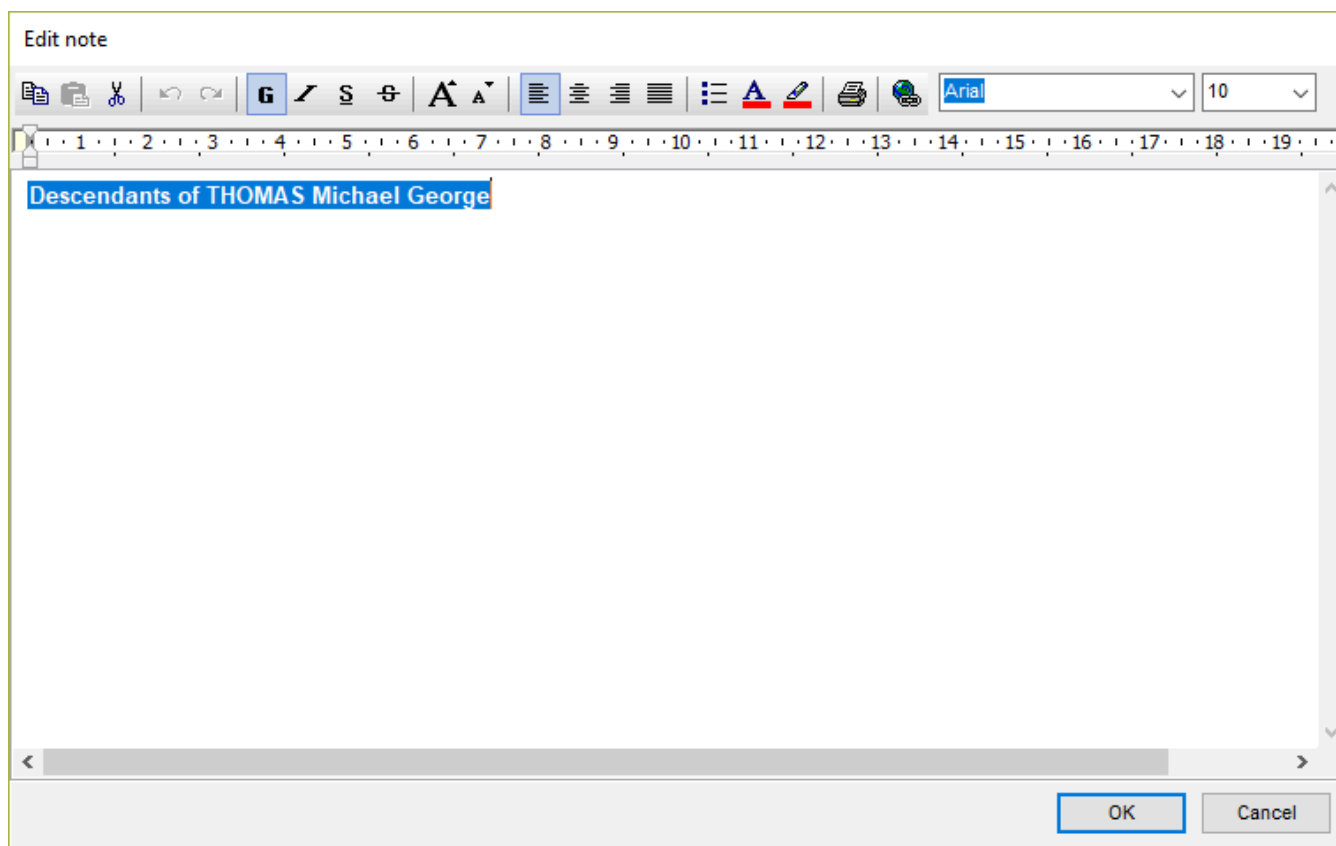 Edit note
G I S S A A A Arial 10
1 2 3 4 5 6 7 8 9 10 11 12 13 14 15 16 17 18 19
Descendants of THOMAS Michael George
OK Cancel